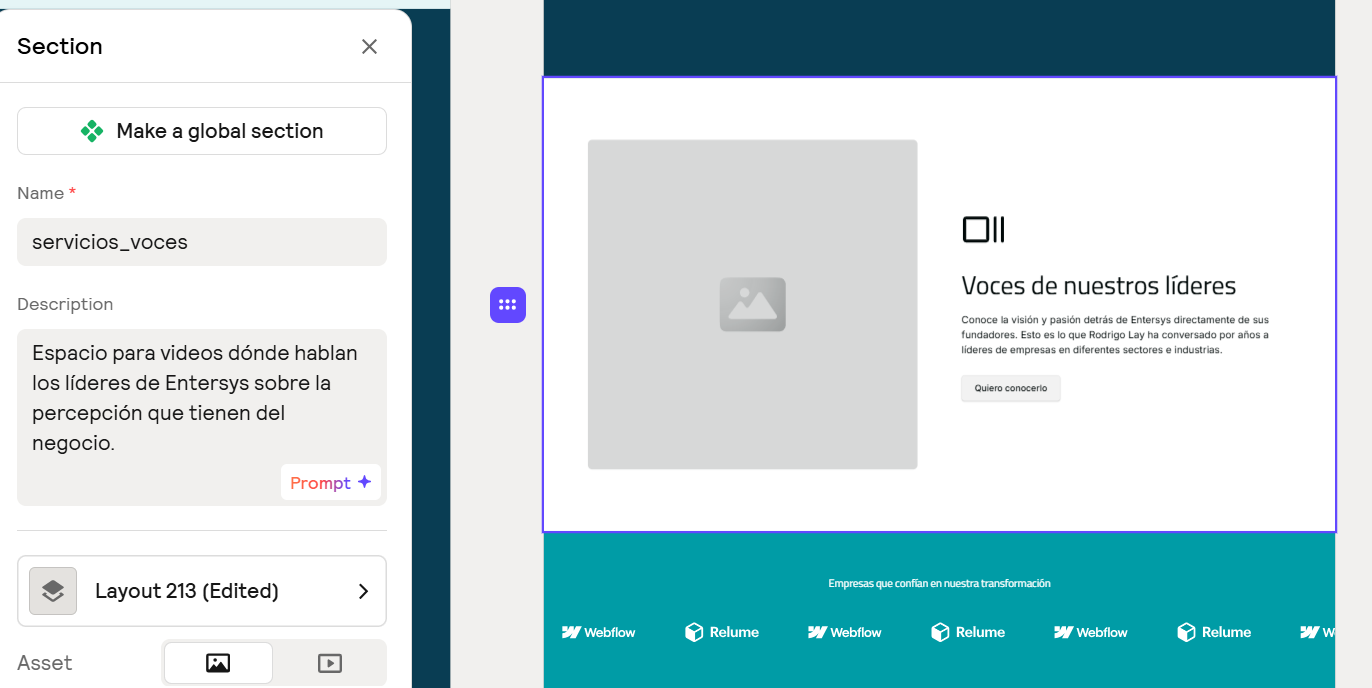 Section
Make a global section
Name *
servicios_voces
Description
Espacio para videos dónde hablan
los líderes de Entersys sobre la
percepción que tienen del
negocio.
Prompt
Layout 213 (Edited)
Asset
Voces de nuestros líderes
Conoce la visión y pasión detrás de Entersys directamente de sus
fundadores. Esto es lo que Rodrigo Lay ha conversado por años a
líderes de empresas en diferentes sectores e industrias.
Quiero conocerlo
Empresas que confían en nuestra transformación
Webflow Relume Webflow Relume Webflow Relume W